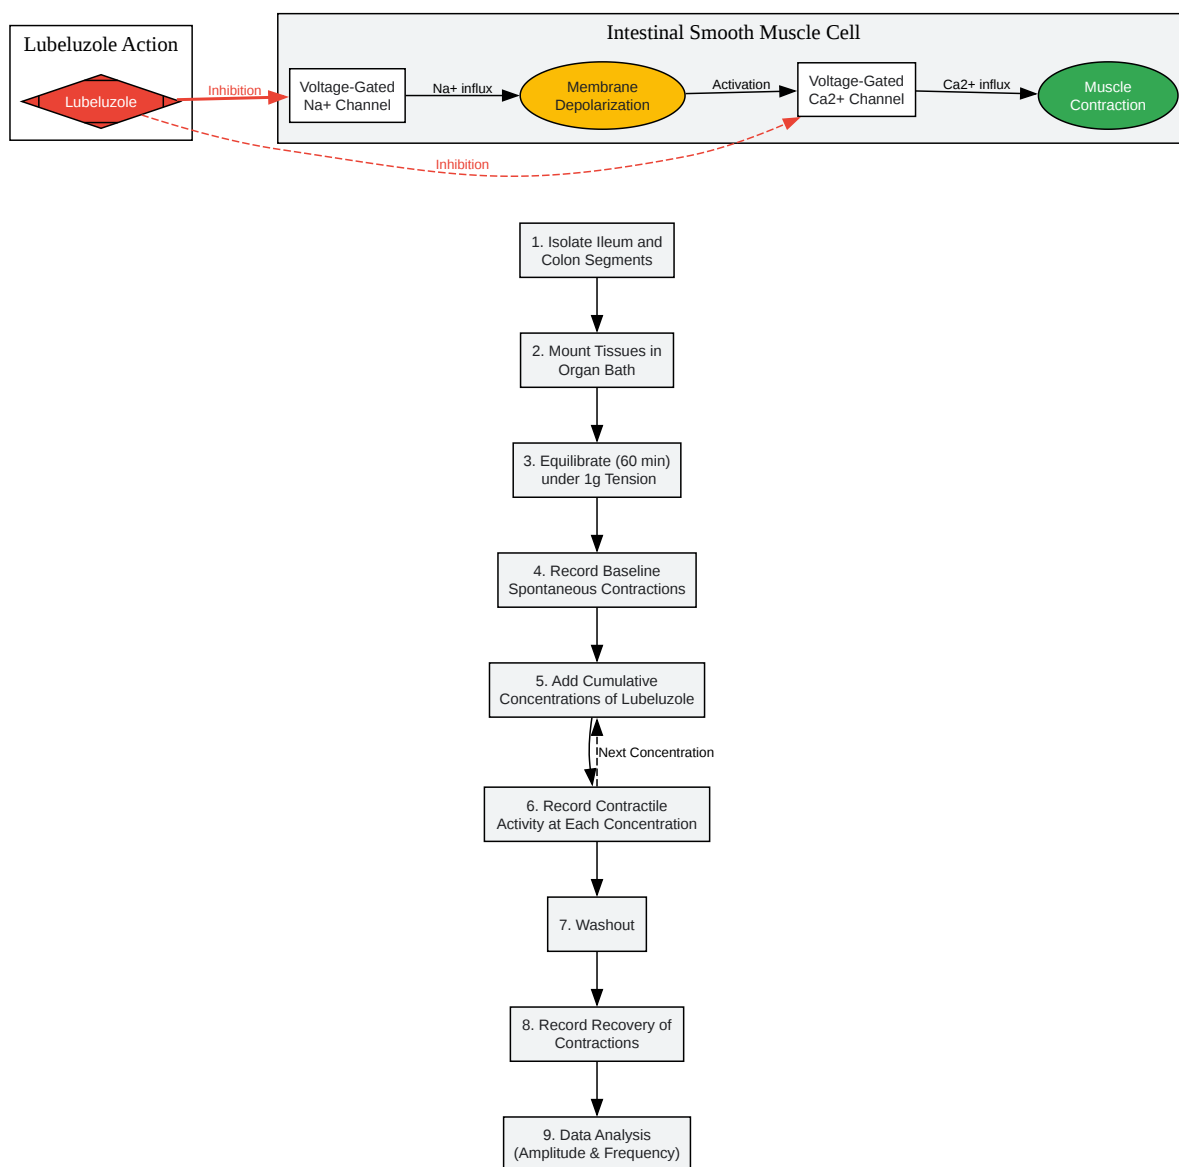 Lubeluzole Action
Intestinal Smooth Muscle Cell
Lubeluzole
Inhibition
Voltage-Gated
Na+ Channel
Na+ influx
Membrane
Depolarization
Activation
Voltage-Gated
Ca2+ Channel
Ca2+ influx
Muscle
Contraction
Inhibition
1. Isolate Ileum and
Colon Segments
2. Mount Tissues in
Organ Bath
3. Equilibrate (60 min)
under 1g Tension
4. Record Baseline
Spontaneous Contractions
5. Add Cumulative
Concentrations of Lubeluzole
Next Concentration
6. Record Contractile
Activity at Each Concentration
7. Washout
8. Record Recovery of
Contractions
9. Data Analysis
(Amplitude & Frequency)